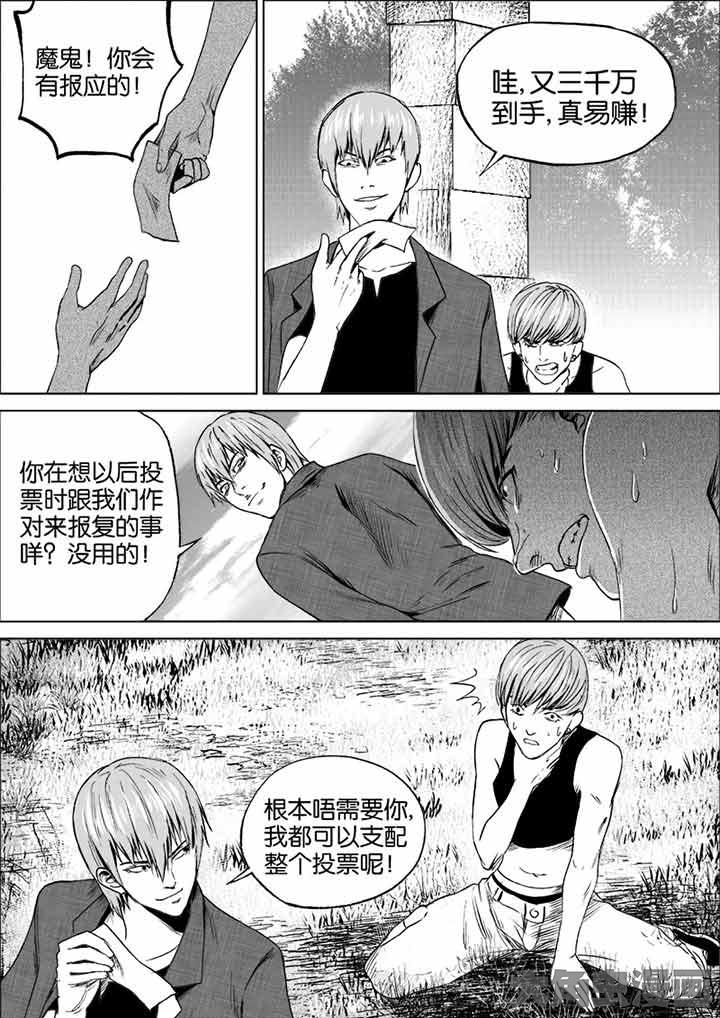 魔鬼！你会
有报应的！
哇,又三千万
到手,真易赚！
你在想以后投
票时跟我们作
对来报复的事
咩？没用的！
根本唔需要你,
我都可以支配
整个投票呢！